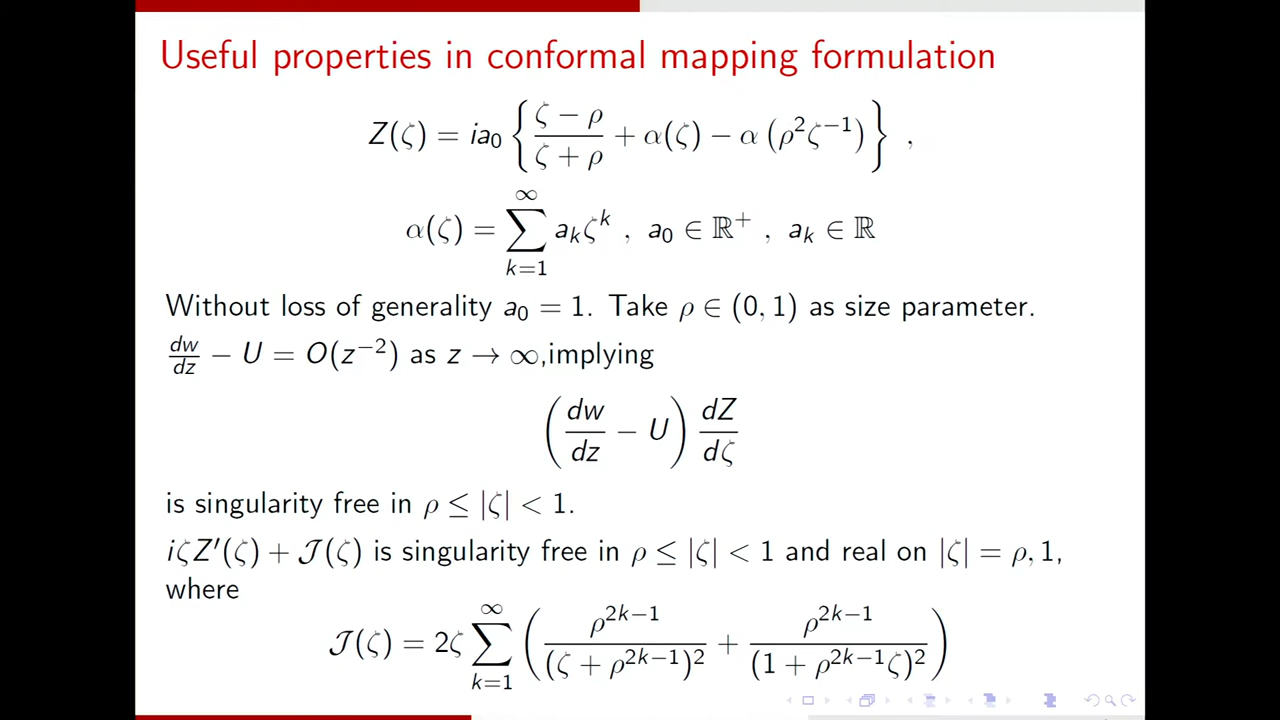 Useful properties in conformal mapping formulation
Z(ζ) = ia₀ { (ζ − ρ)/(ζ + ρ) + α(ζ) − α (ρ²ζ⁻¹) } ,
α(ζ) = ∑_{k=1}^{∞} aₖζᵏ , a₀ ∈ ℝ⁺ , aₖ ∈ ℝ
Without loss of generality a₀ = 1. Take ρ ∈ (0, 1) as size parameter.
dw/dz − U = O(z⁻²) as z → ∞,implying
(dw/dz − U) dZ/dζ
is singularity free in ρ ≤ |ζ| < 1.
iζZ′(ζ) + 𝒥(ζ) is singularity free in ρ ≤ |ζ| < 1 and real on |ζ| = ρ, 1,
where
𝒥(ζ) = 2ζ ∑_{k=1}^{∞} ( ρ^{2k−1}/(ζ + ρ^{2k−1})² + ρ^{2k−1}/(1 + ρ^{2k−1}ζ)² )